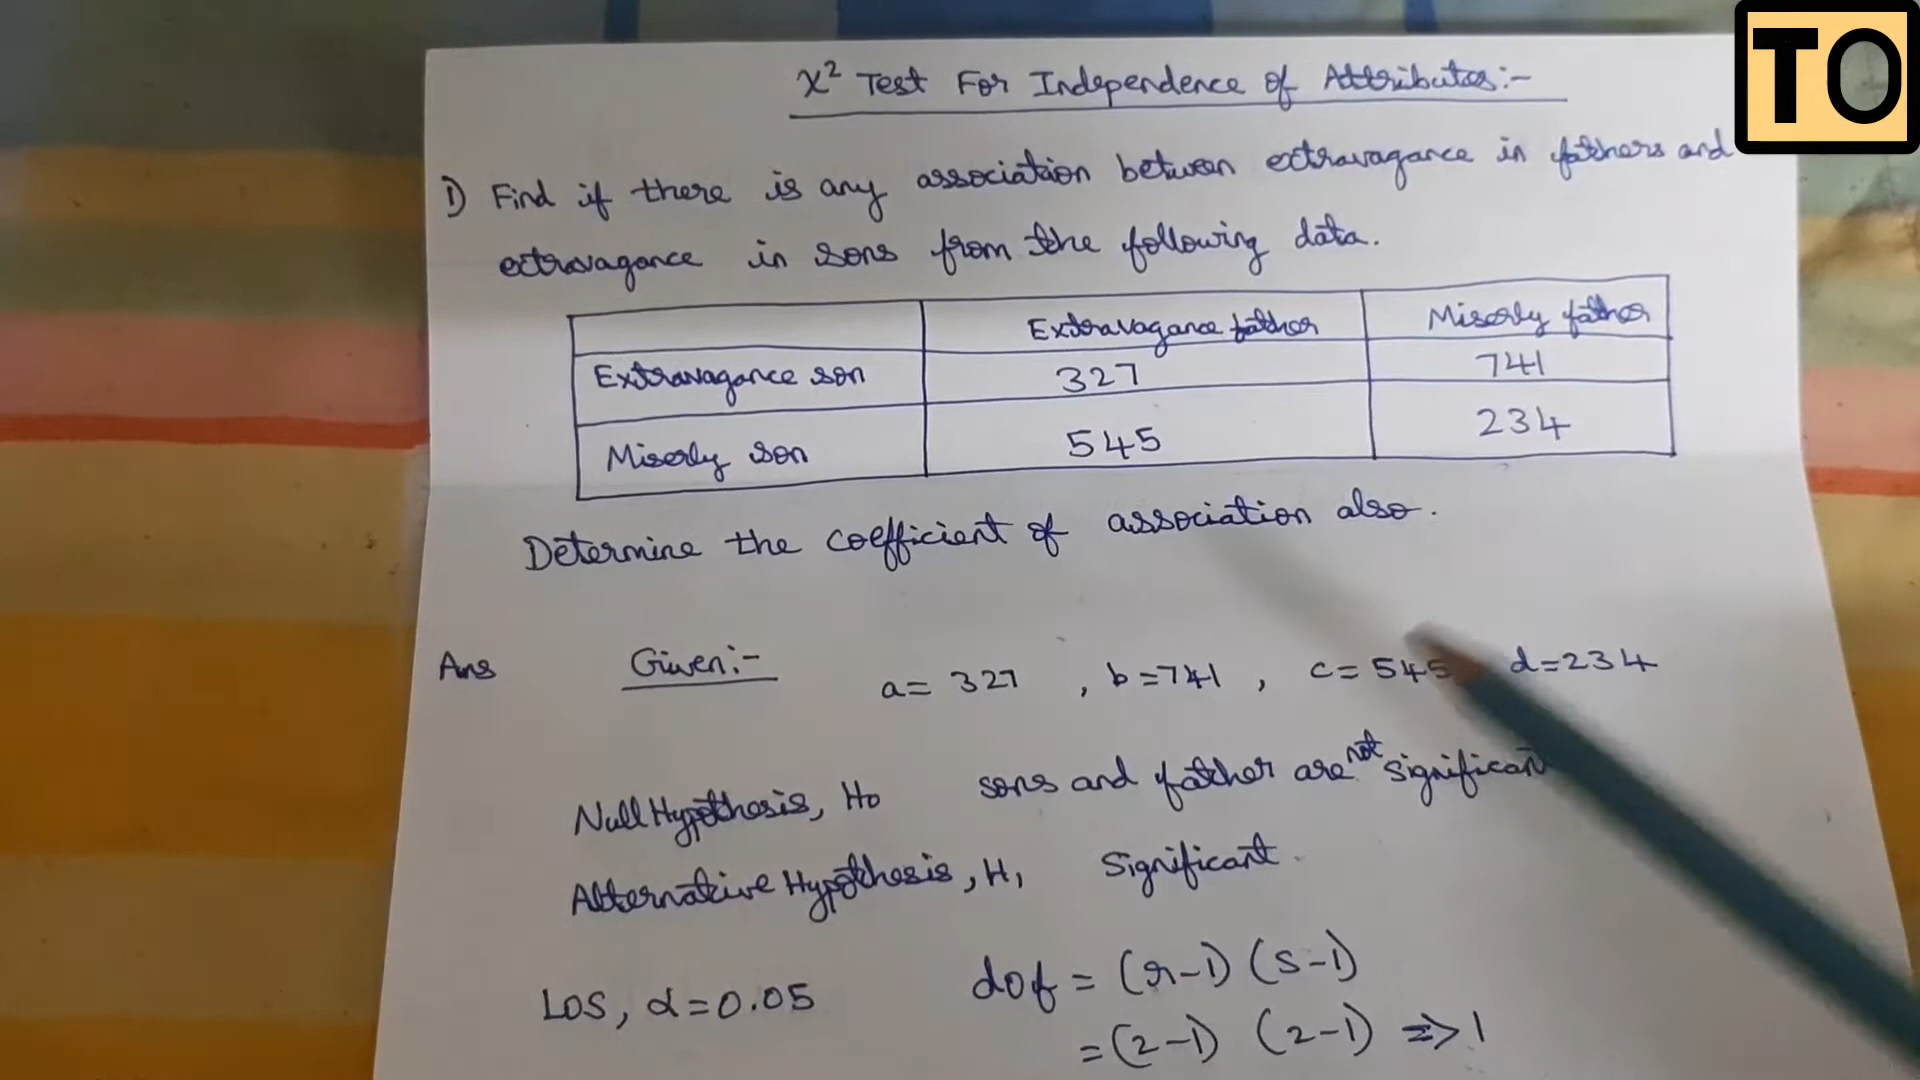 TO
χ² Test For Independence of Attributes:-
1) Find if there is any association between extravagance in fathers and
extravagance in sons from the following data.
Extravagance father Miserly father
Extravagance son 327 741
Miserly son 545 234
Determine the coefficient of association also.
Ans Given:- a= 327 , b=741 , c=545 d=234
Null Hypothesis, H0 sons and father are not significant
Alternative Hypothesis, H1 Significant.
LOS, α=0.05 dof = (r-1) (s-1)
=(2-1) (2-1) => 1